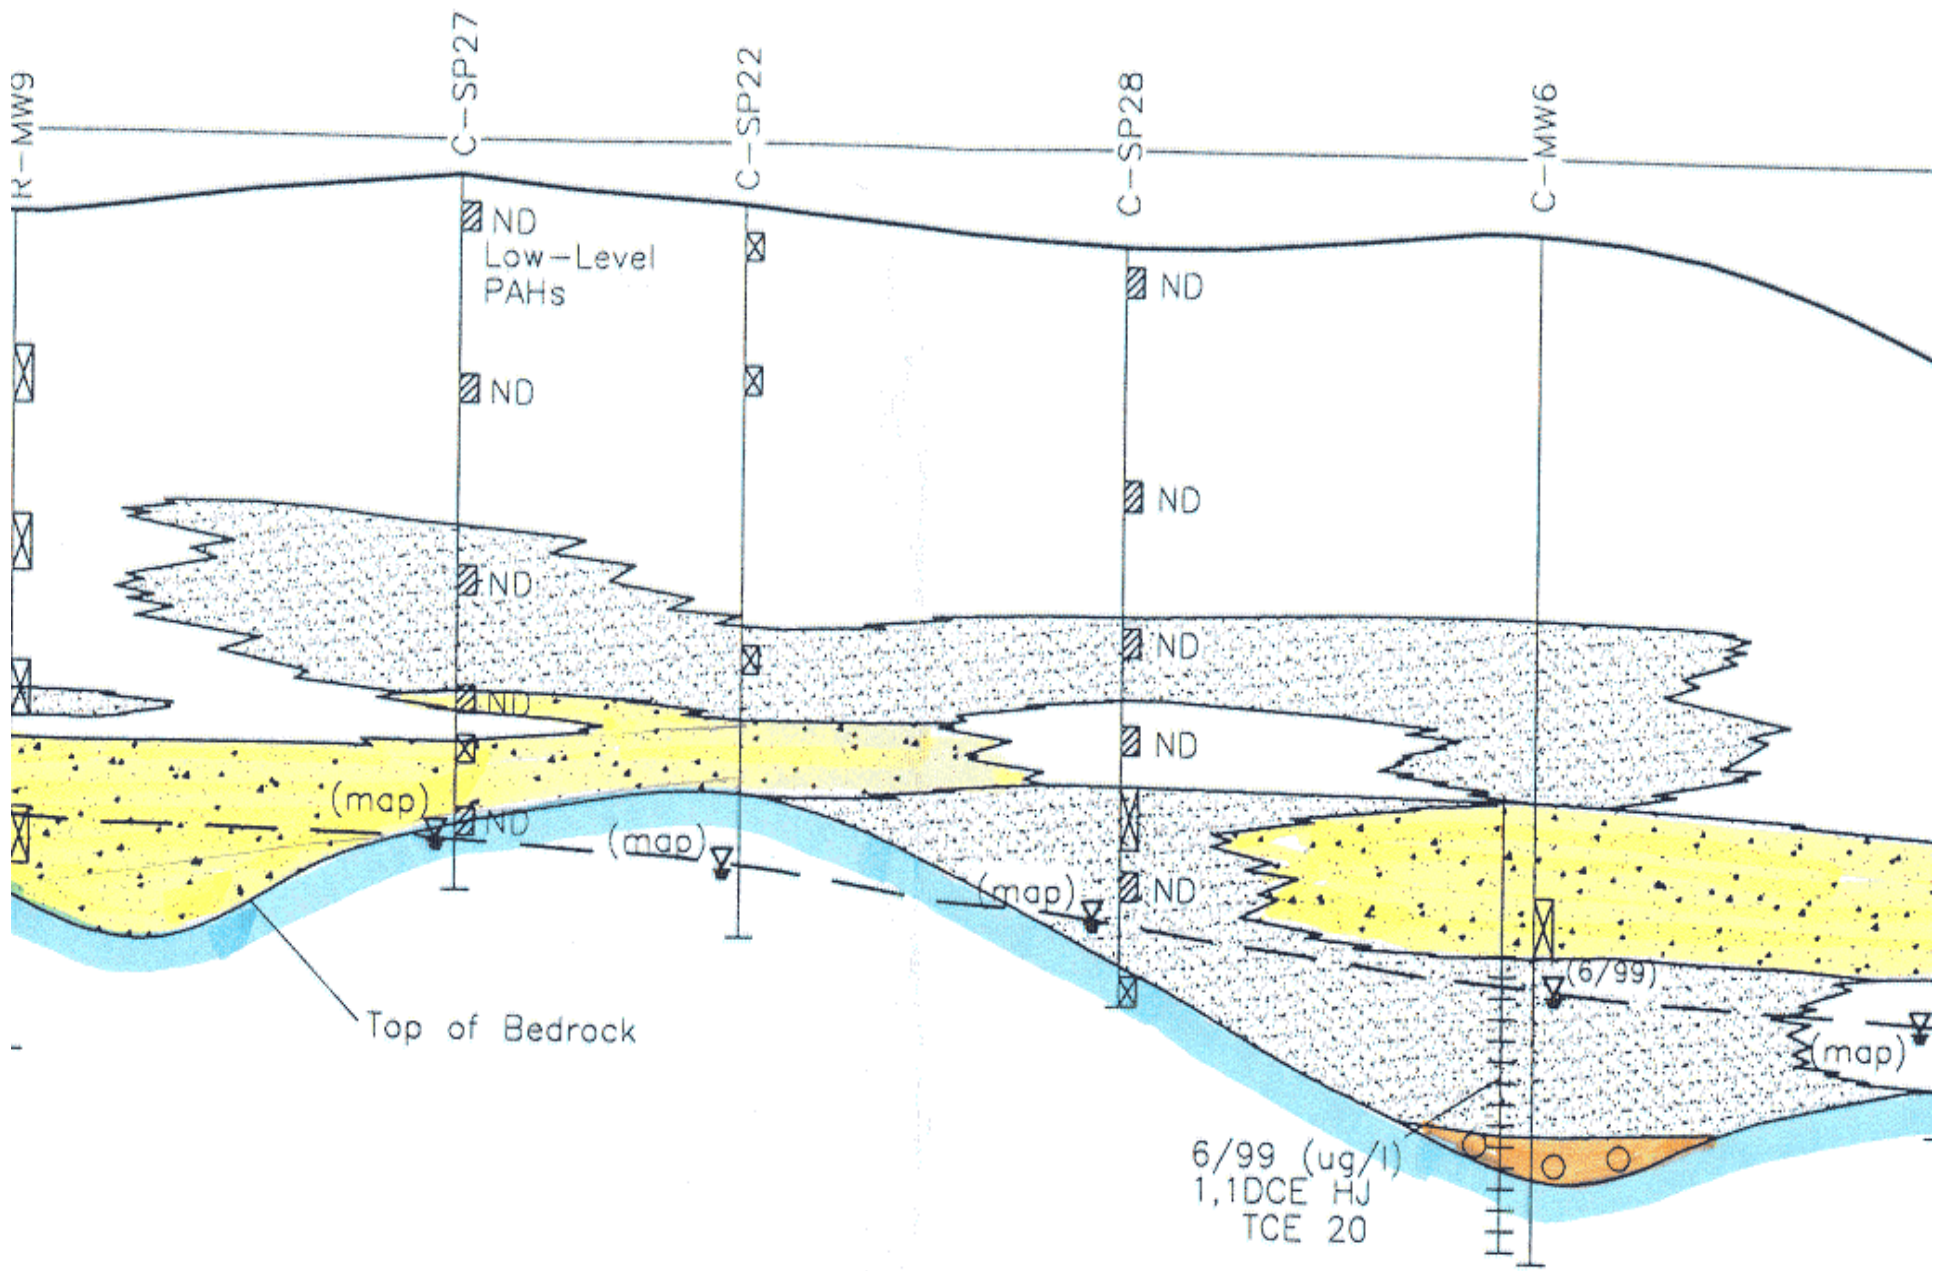 R-MW9
C-SP27
C-SP22
C-SP28
C-MW6
ND
Low-Level
PAHs
ND
ND
ND
ND
ND
ND
ND
ND
ND
(map)
(map)
(map)
(6/99)
(map)
Top of Bedrock
6/99 (ug/l)
1,1DCE HJ
TCE 20